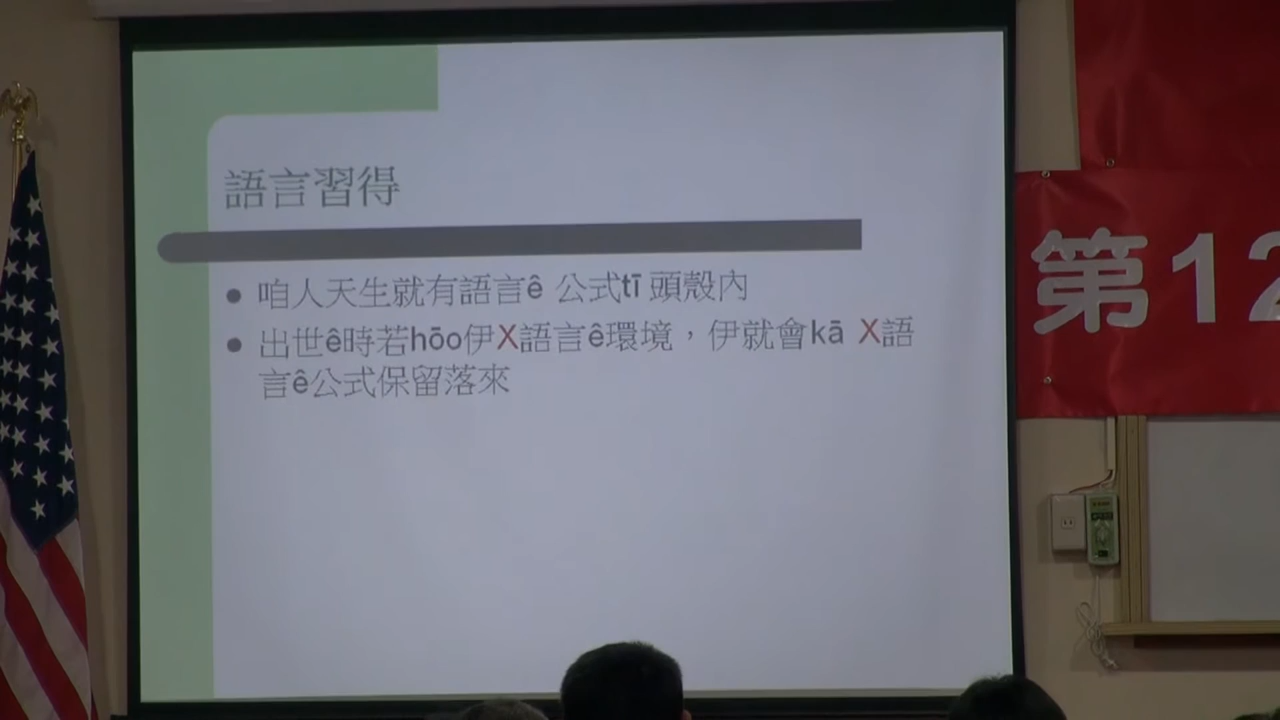 語言習得
● 咱人天生就有語言ê 公式tī 頭殼內
● 出世ê時若hōo伊X語言ê環境，伊就會kā X語
言ê公式保留落來
第12